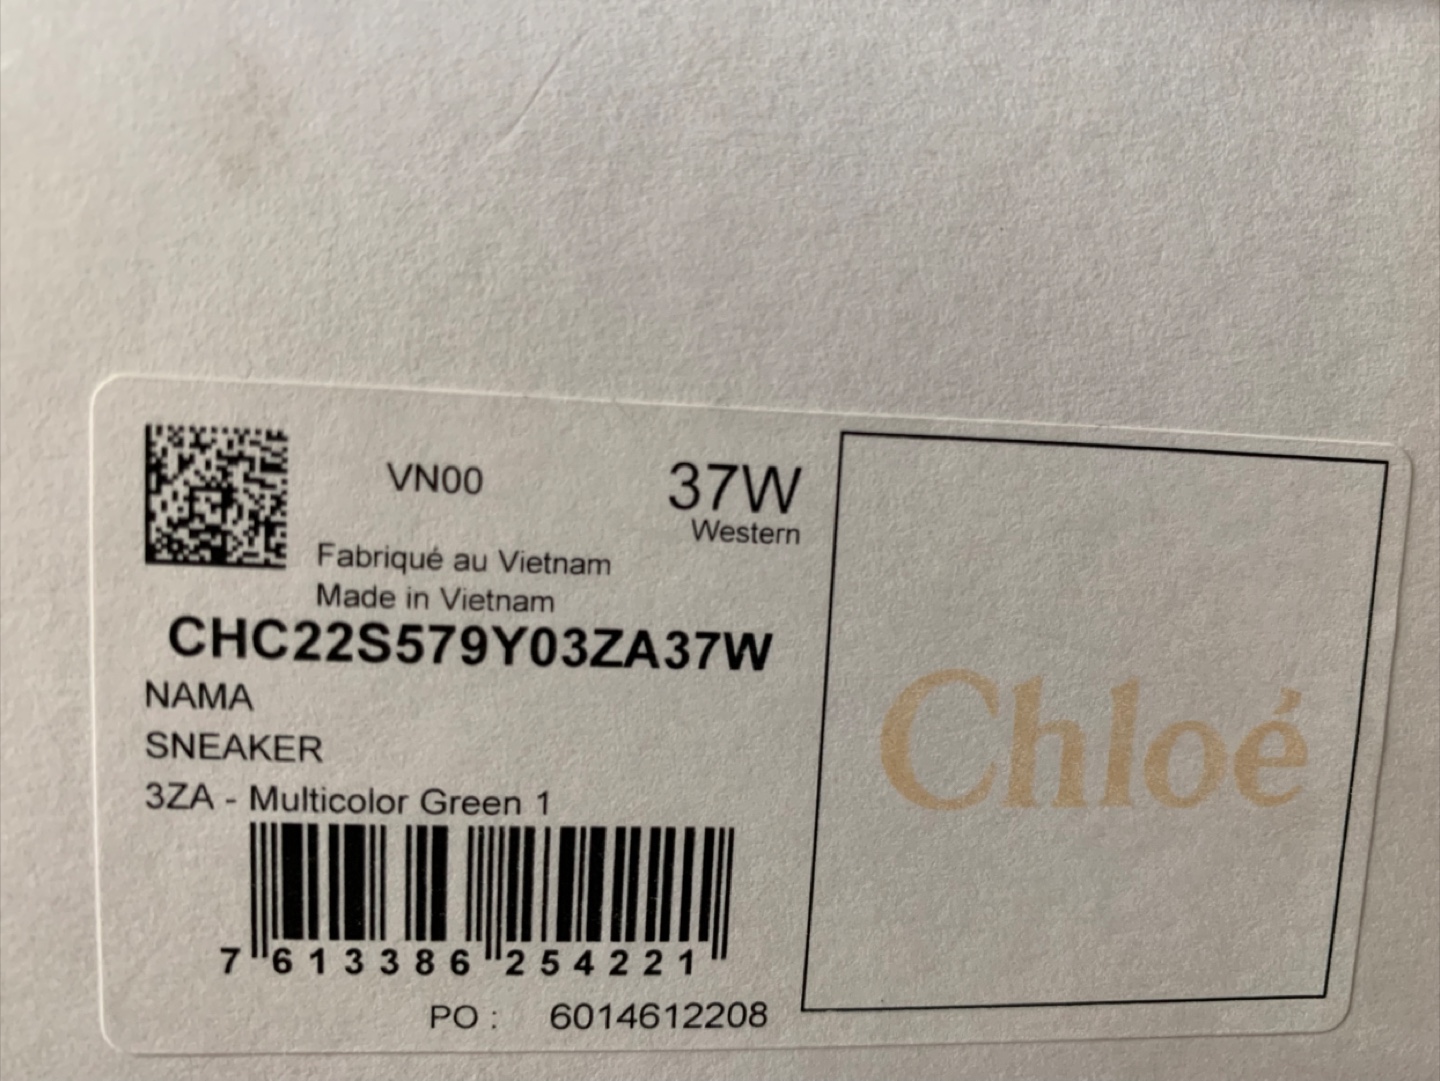 VN00
37W
Western
Fabriqué au Vietnam
Made in Vietnam
CHC22S579Y03ZA37W
NAMA
SNEAKER
3ZA - Multicolor Green 1
7 613386 254221
PO : 6014612208
Chloé